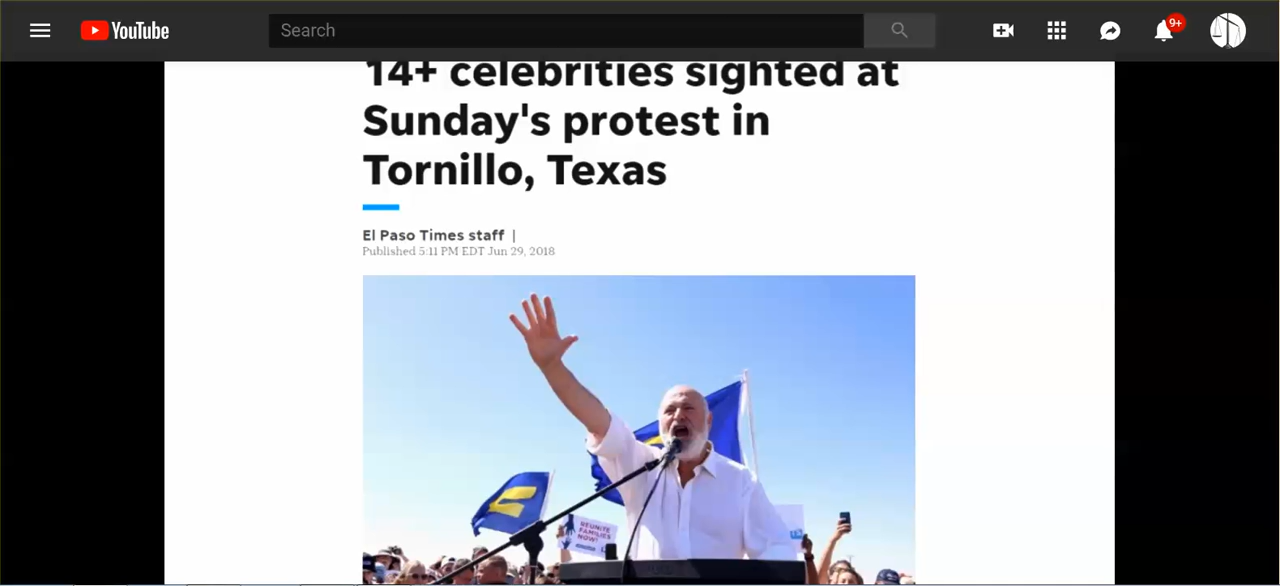 YouTube
Search
9+
14+ celebrities sighted at
Sunday's protest in
Tornillo, Texas
El Paso Times staff |
Published 5:11 PM EDT Jun 29, 2018
REUNITE
FAMILIES
NOW!